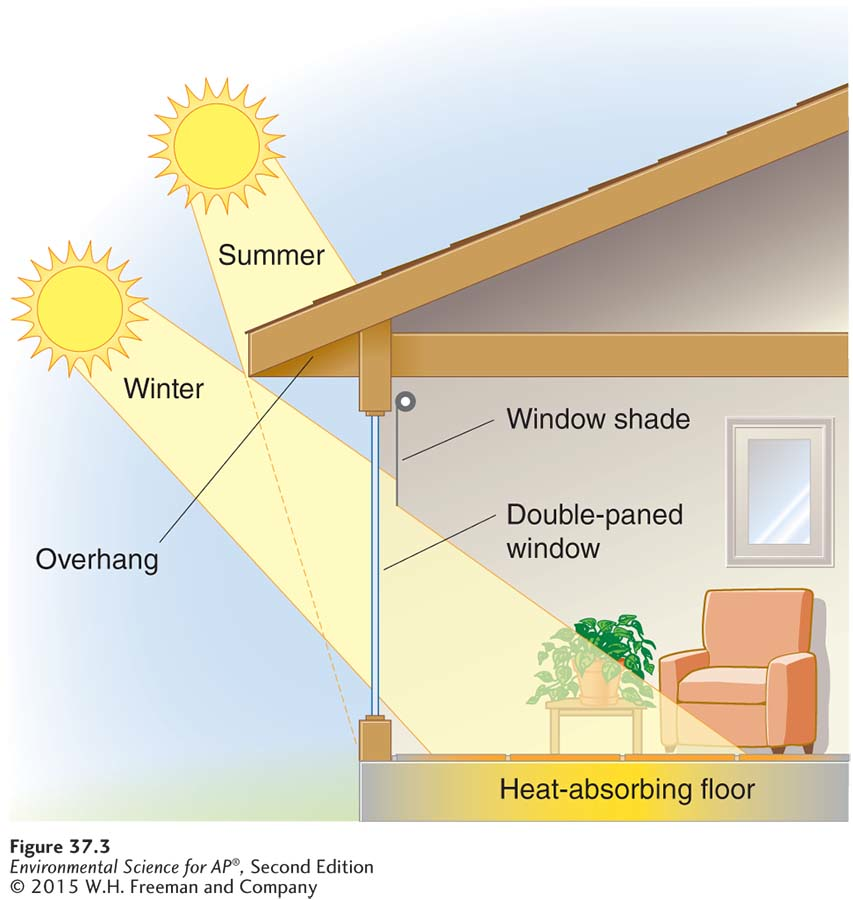 Summer
Winter
Window shade
Double-paned
window
Overhang
Heat-absorbing floor
Figure 37.3
Environmental Science for AP®, Second Edition
© 2015 W.H. Freeman and Company